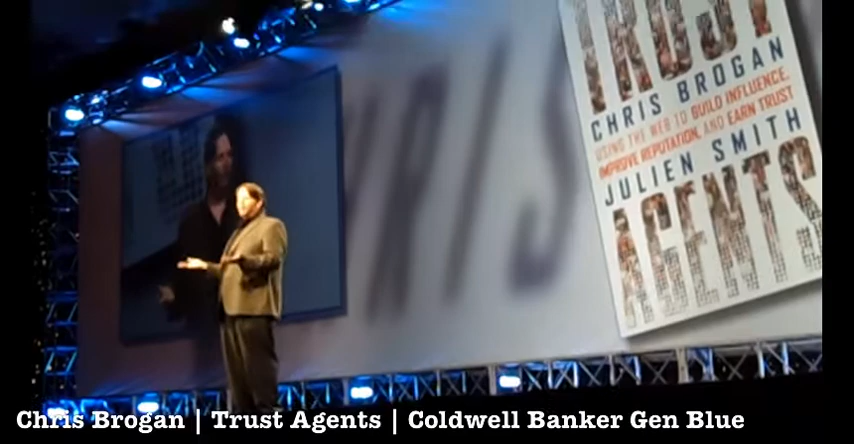 TRUST
CHRIS BROGAN
USING THE WEB TO BUILD INFLUENCE,
IMPROVE REPUTATION, AND EARN TRUST
JULIEN SMITH
AGENTS
HRIS
Chris Brogan | Trust Agents | Coldwell Banker Gen Blue